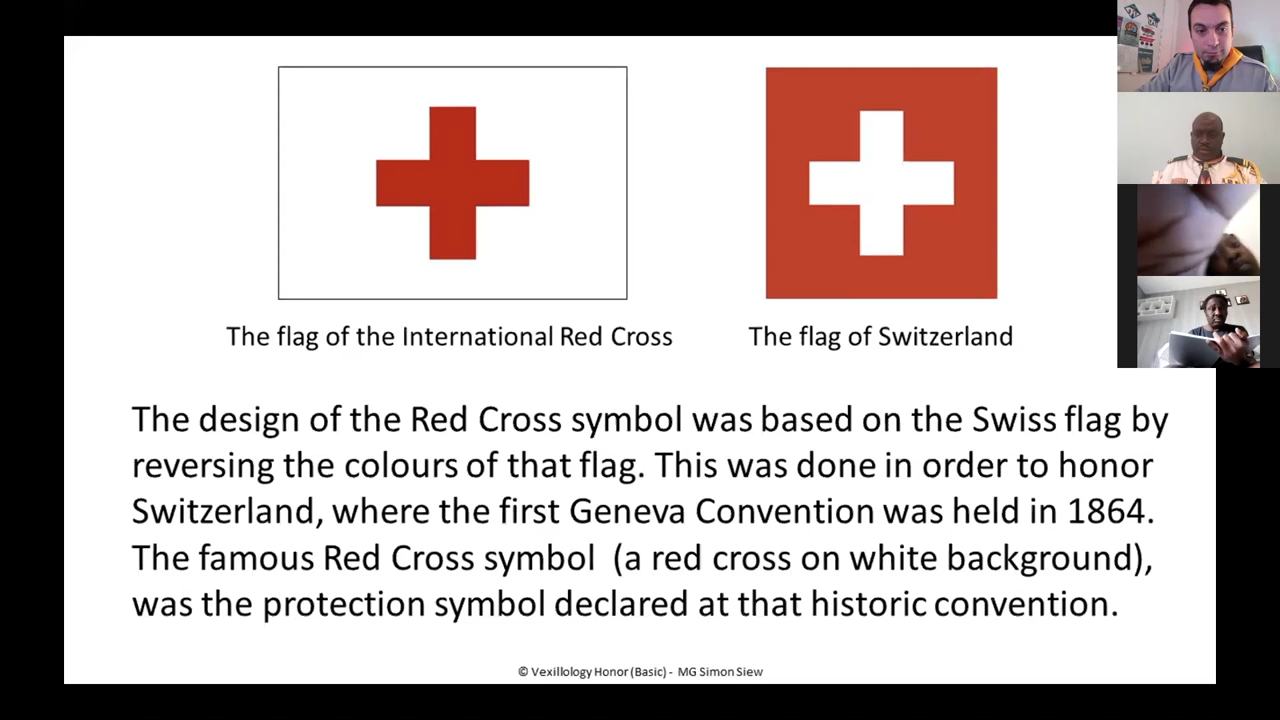 The flag of the International Red Cross
The flag of Switzerland
The design of the Red Cross symbol was based on the Swiss flag by
reversing the colours of that flag. This was done in order to honor
Switzerland, where the first Geneva Convention was held in 1864.
The famous Red Cross symbol  (a red cross on white background),
was the protection symbol declared at that historic convention.
© Vexillology Honor (Basic) -  MG Simon Siew